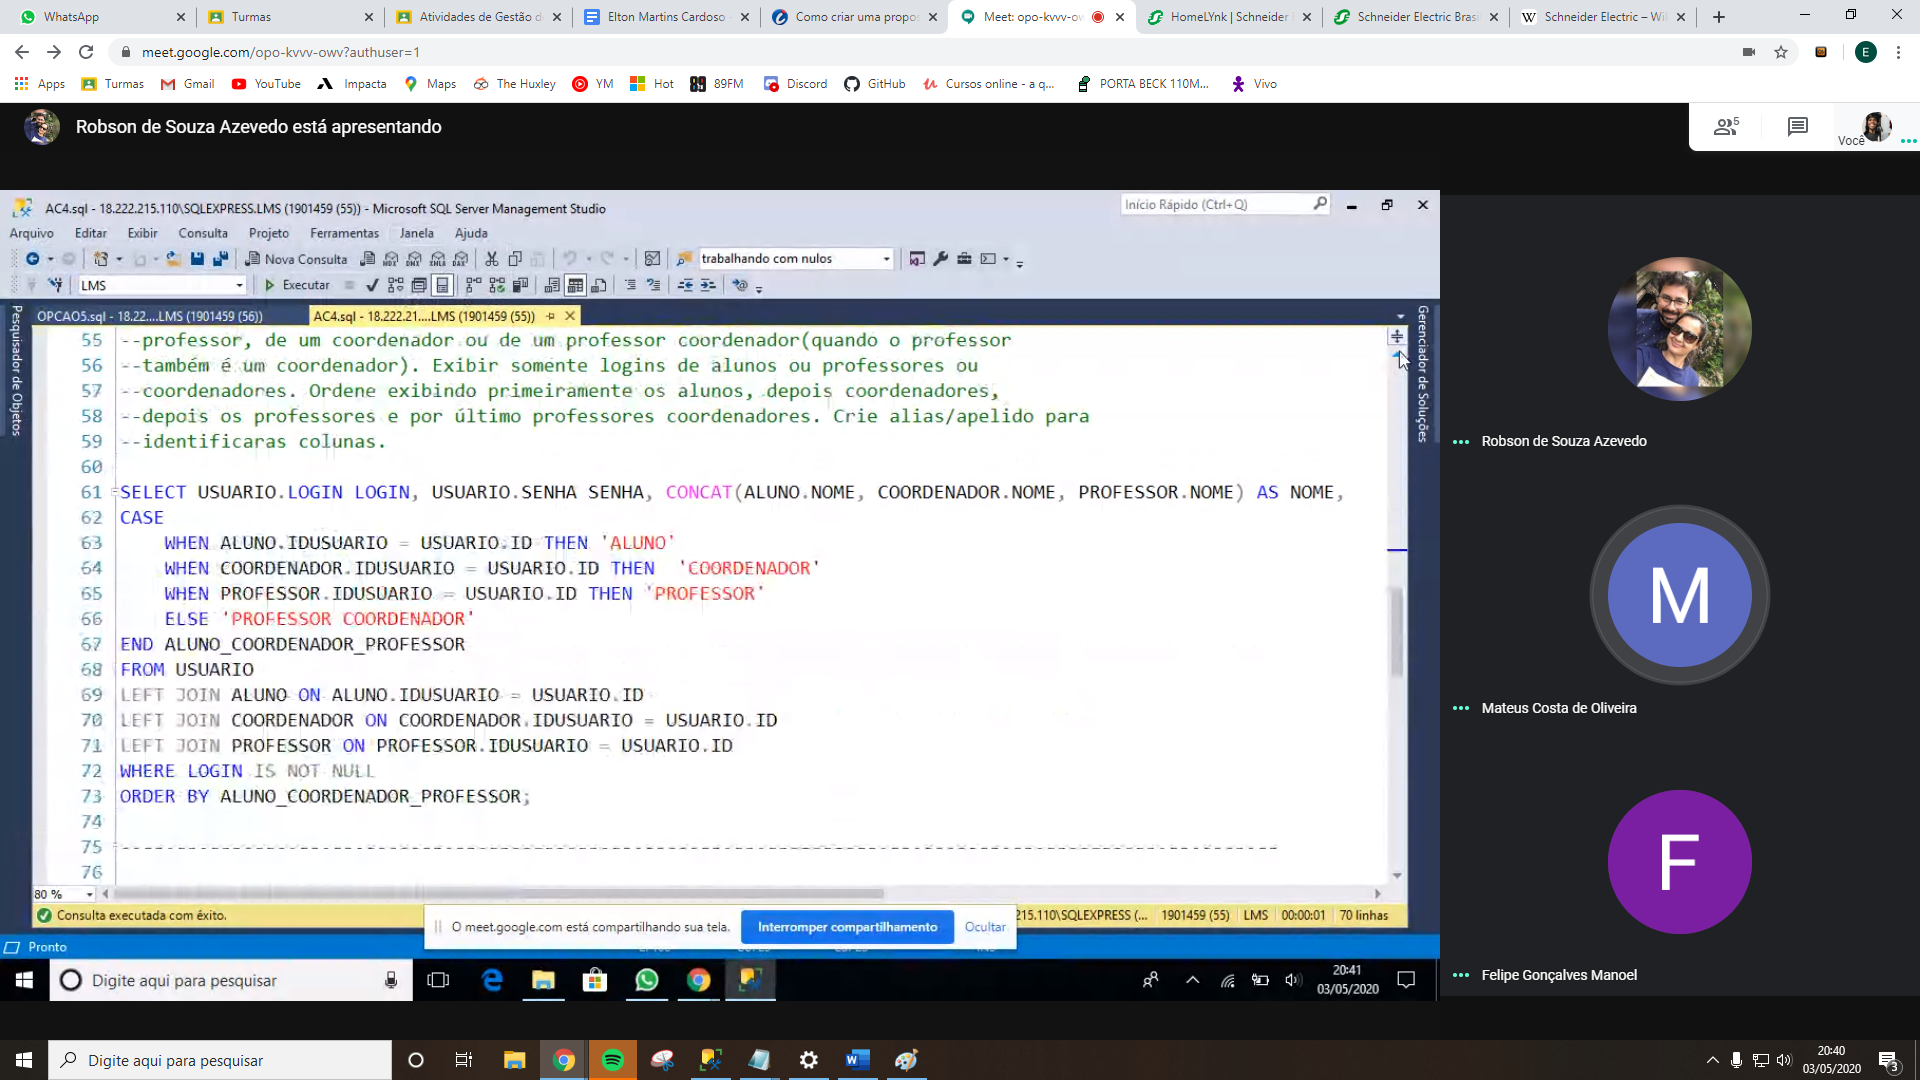 WhatsApp
Turmas
Atividades de Gestão d
Elton Martins Cardoso -
Como criar uma propos
Meet: opo-kvvv-ow
HomeLYnk | Schneider
Schneider Electric Brasi
Schneider Electric – Wi
meet.google.com/opo-kvvv-owv?authuser=1
E
Apps
Turmas
Gmail
YouTube
Impacta
Maps
The Huxley
YM
Hot
89FM
Discord
GitHub
Cursos online - a q...
PORTA BECK 110M...
Vivo
Robson de Souza Azevedo está apresentando
5
Você
AC4.sql - 18.222.215.110\SQLEXPRESS.LMS (1901459 (55)) - Microsoft SQL Server Management Studio
Início Rápido (Ctrl+Q)
Arquivo Editar Exibir Consulta Projeto Ferramentas Janela Ajuda
Nova Consulta
trabalhando com nulos
LMS
Executar
Pesquisador de Objetos
OPCAO5.sql - 18.22....LMS (1901459 (56))
AC4.sql - 18.222.21....LMS (1901459 (55))
Gerenciador de Soluções
55 --professor, de um coordenador ou de um professor coordenador(quando o professor
56 --também é um coordenador). Exibir somente logins de alunos ou professores ou
57 --coordenadores. Ordene exibindo primeiramente os alunos, depois coordenadores,
58 --depois os professores e por último professores coordenadores. Crie alias/apelido para
59 --identificaras colunas.
60
61 SELECT USUARIO.LOGIN LOGIN, USUARIO.SENHA SENHA, CONCAT(ALUNO.NOME, COORDENADOR.NOME, PROFESSOR.NOME) AS NOME,
62 CASE
63 WHEN ALUNO.IDUSUARIO = USUARIO.ID THEN 'ALUNO'
64 WHEN COORDENADOR.IDUSUARIO = USUARIO.ID THEN 'COORDENADOR'
65 WHEN PROFESSOR.IDUSUARIO = USUARIO.ID THEN 'PROFESSOR'
66 ELSE 'PROFESSOR COORDENADOR'
67 END ALUNO_COORDENADOR_PROFESSOR
68 FROM USUARIO
69 LEFT JOIN ALUNO ON ALUNO.IDUSUARIO = USUARIO.ID
70 LEFT JOIN COORDENADOR ON COORDENADOR.IDUSUARIO = USUARIO.ID
71 LEFT JOIN PROFESSOR ON PROFESSOR.IDUSUARIO = USUARIO.ID
72 WHERE LOGIN IS NOT NULL
73 ORDER BY ALUNO_COORDENADOR_PROFESSOR;
74
75 --------------------------------------------------
76
80 %
Consulta executada com êxito.
215.110\SQLEXPRESS (... 1901459 (55) LMS 00:00:01 70 linhas
O meet.google.com está compartilhando sua tela.
Interromper compartilhamento
Ocultar
Pronto
Digite aqui para pesquisar
20:41
03/05/2020
Robson de Souza Azevedo
M
Mateus Costa de Oliveira
F
Felipe Gonçalves Manoel
Digite aqui para pesquisar
20:40
03/05/2020
3